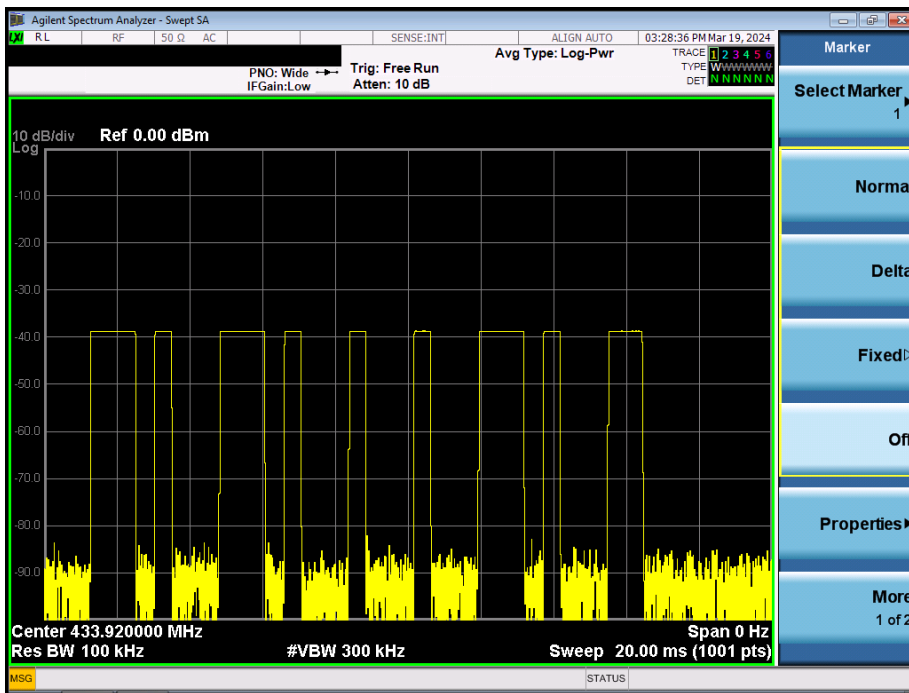 Agilent Spectrum Analyzer - Swept SA
LXI RL RF 50 Ω AC SENSE:INT ALIGN AUTO 03:28:36 PM Mar 19, 2024
Avg Type: Log-Pwr
TRACE 1 2 3 4 5 6
TYPE WWWWWW
DET N N N N N N
PNO: Wide
IFGain:Low
Trig: Free Run
Atten: 10 dB
10 dB/div Ref 0.00 dBm
Log
-10.0
-20.0
-30.0
-40.0
-50.0
-60.0
-70.0
-80.0
-90.0
Center 433.920000 MHz Span 0 Hz
Res BW 100 kHz #VBW 300 kHz Sweep 20.00 ms (1001 pts)
MSG STATUS
Marker
Select Marker
1
Norma
Delta
Fixed
Off
Properties
More
1 of 2